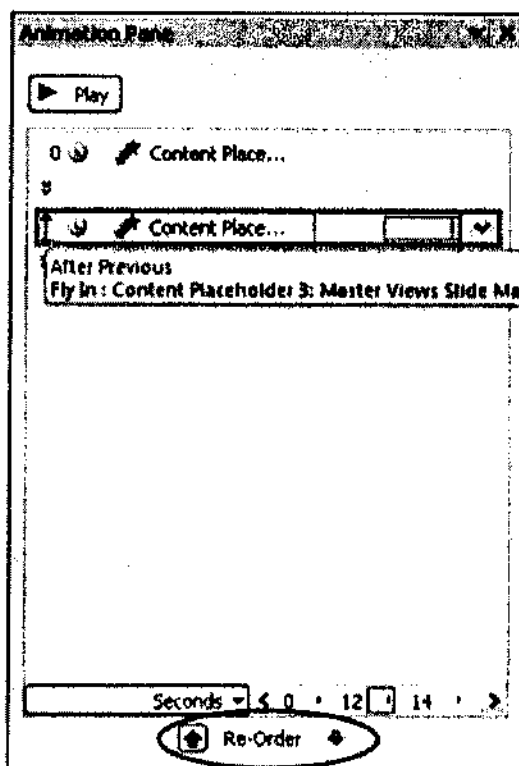 Animation Pane
Play
0 Content Place...
Content Place...
After Previous
Fly In : Content Placeholder 3: Master Views Slide Ma
Seconds 0 12 14
Re-Order